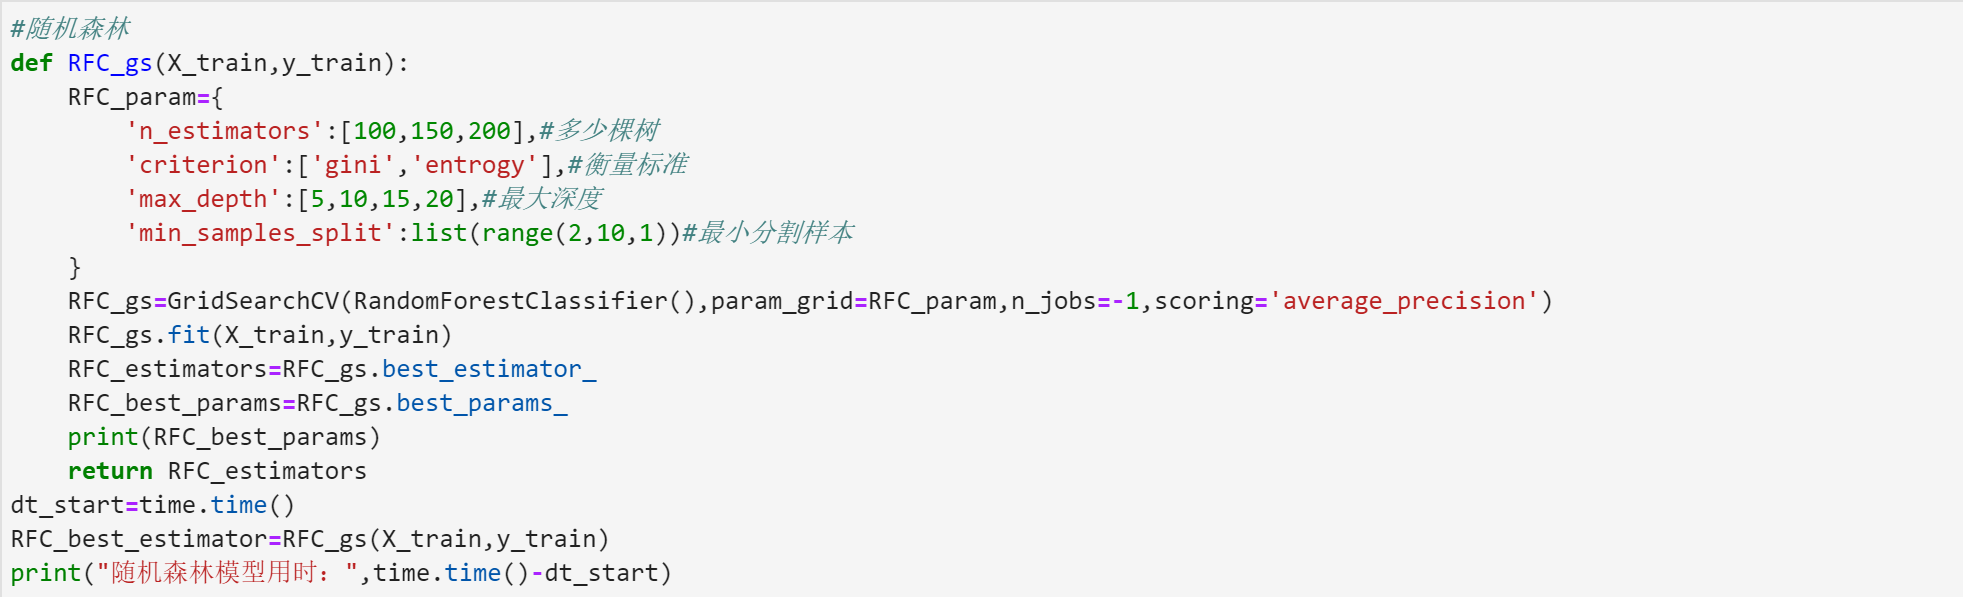 #随机森林
def RFC_gs(X_train,y_train):
    RFC_param={
        'n_estimators':[100,150,200],#多少棵树
        'criterion':['gini','entrogy'],#衡量标准
        'max_depth':[5,10,15,20],#最大深度
        'min_samples_split':list(range(2,10,1))#最小分割样本
    }
    RFC_gs=GridSearchCV(RandomForestClassifier(),param_grid=RFC_param,n_jobs=-1,scoring='average_precision')
    RFC_gs.fit(X_train,y_train)
    RFC_estimators=RFC_gs.best_estimator_
    RFC_best_params=RFC_gs.best_params_
    print(RFC_best_params)
    return RFC_estimators
dt_start=time.time()
RFC_best_estimator=RFC_gs(X_train,y_train)
print("随机森林模型用时：",time.time()-dt_start)